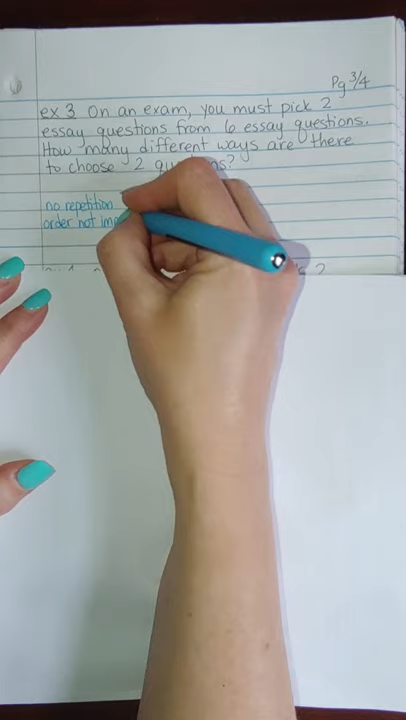 Pg 3/4
ex 3 On an exam, you must pick 2
essay questions from 6 essay questions.
How many different ways are there
to choose 2
no repetition
order not